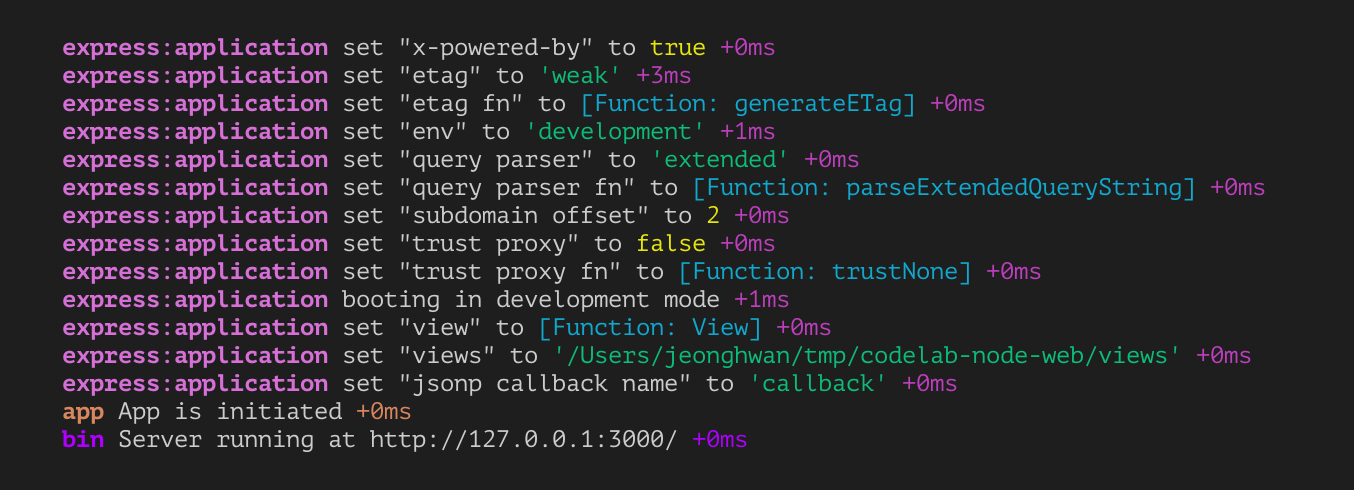 express:application set "x-powered-by" to true +0ms
express:application set "etag" to 'weak' +3ms
express:application set "etag fn" to [Function: generateETag] +0ms
express:application set "env" to 'development' +1ms
express:application set "query parser" to 'extended' +0ms
express:application set "query parser fn" to [Function: parseExtendedQueryString] +0ms
express:application set "subdomain offset" to 2 +0ms
express:application set "trust proxy" to false +0ms
express:application set "trust proxy fn" to [Function: trustNone] +0ms
express:application booting in development mode +1ms
express:application set "view" to [Function: View] +0ms
express:application set "views" to '/Users/jeonghwan/tmp/codelab-node-web/views' +0ms
express:application set "jsonp callback name" to 'callback' +0ms
app App is initiated +0ms
bin Server running at http://127.0.0.1:3000/ +0ms